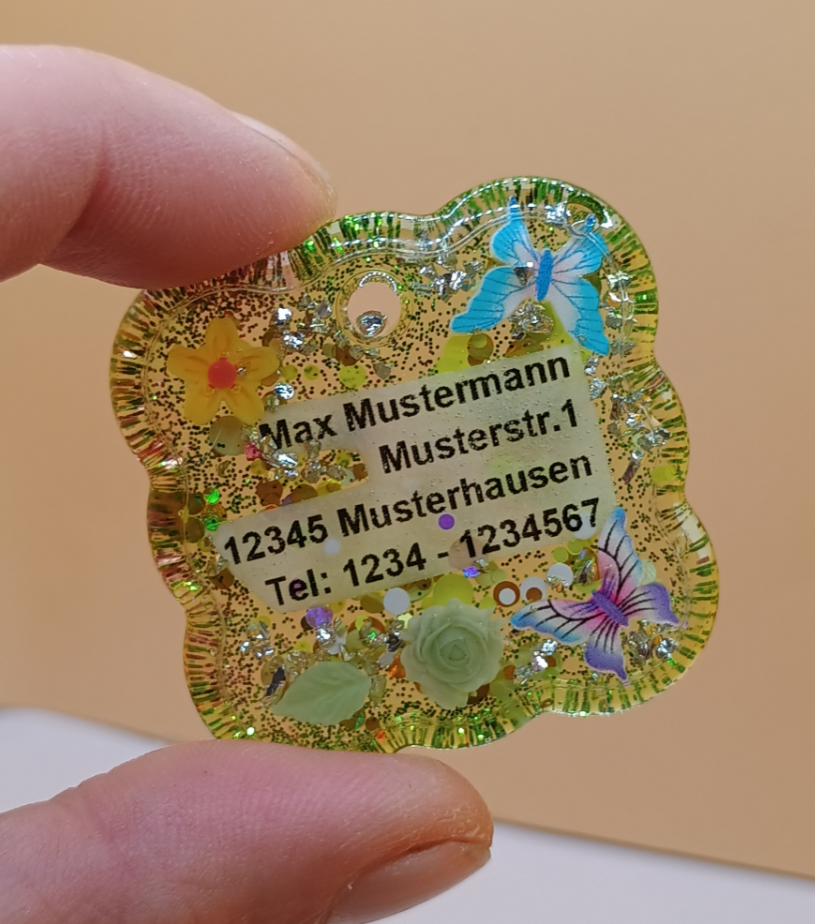 Max Mustermann
Musterstr.1
12345 Musterhausen
Tel: 1234 - 1234567